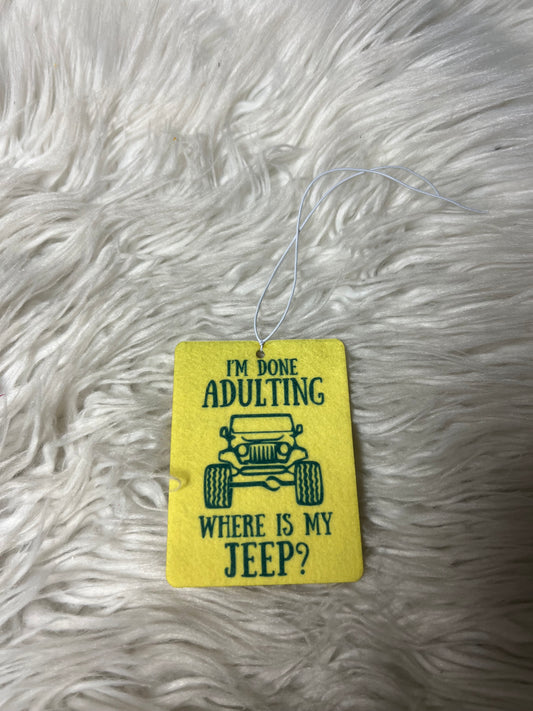 I'M DONE
ADULTING
WHERE IS MY
JEEP?